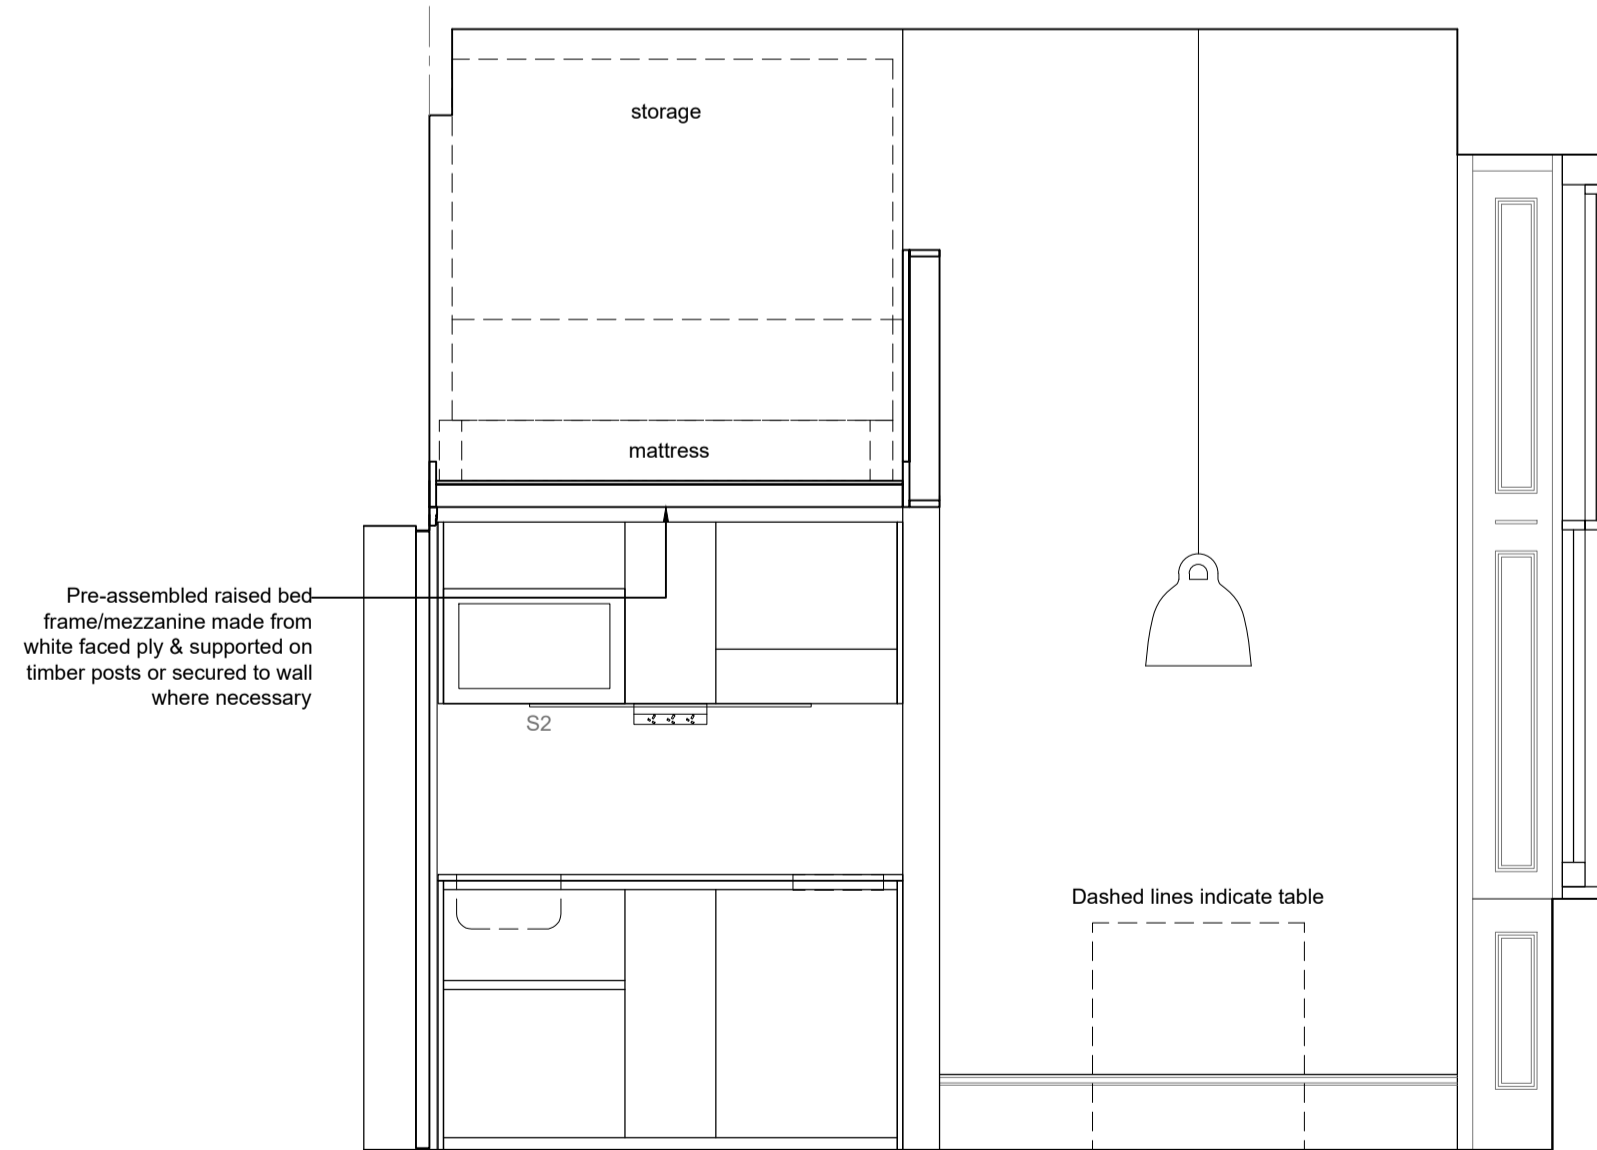 storage
mattress
Pre-assembled raised bed
frame/mezzanine made from
white faced ply & supported on
timber posts or secured to wall
where necessary
S2
Dashed lines indicate table